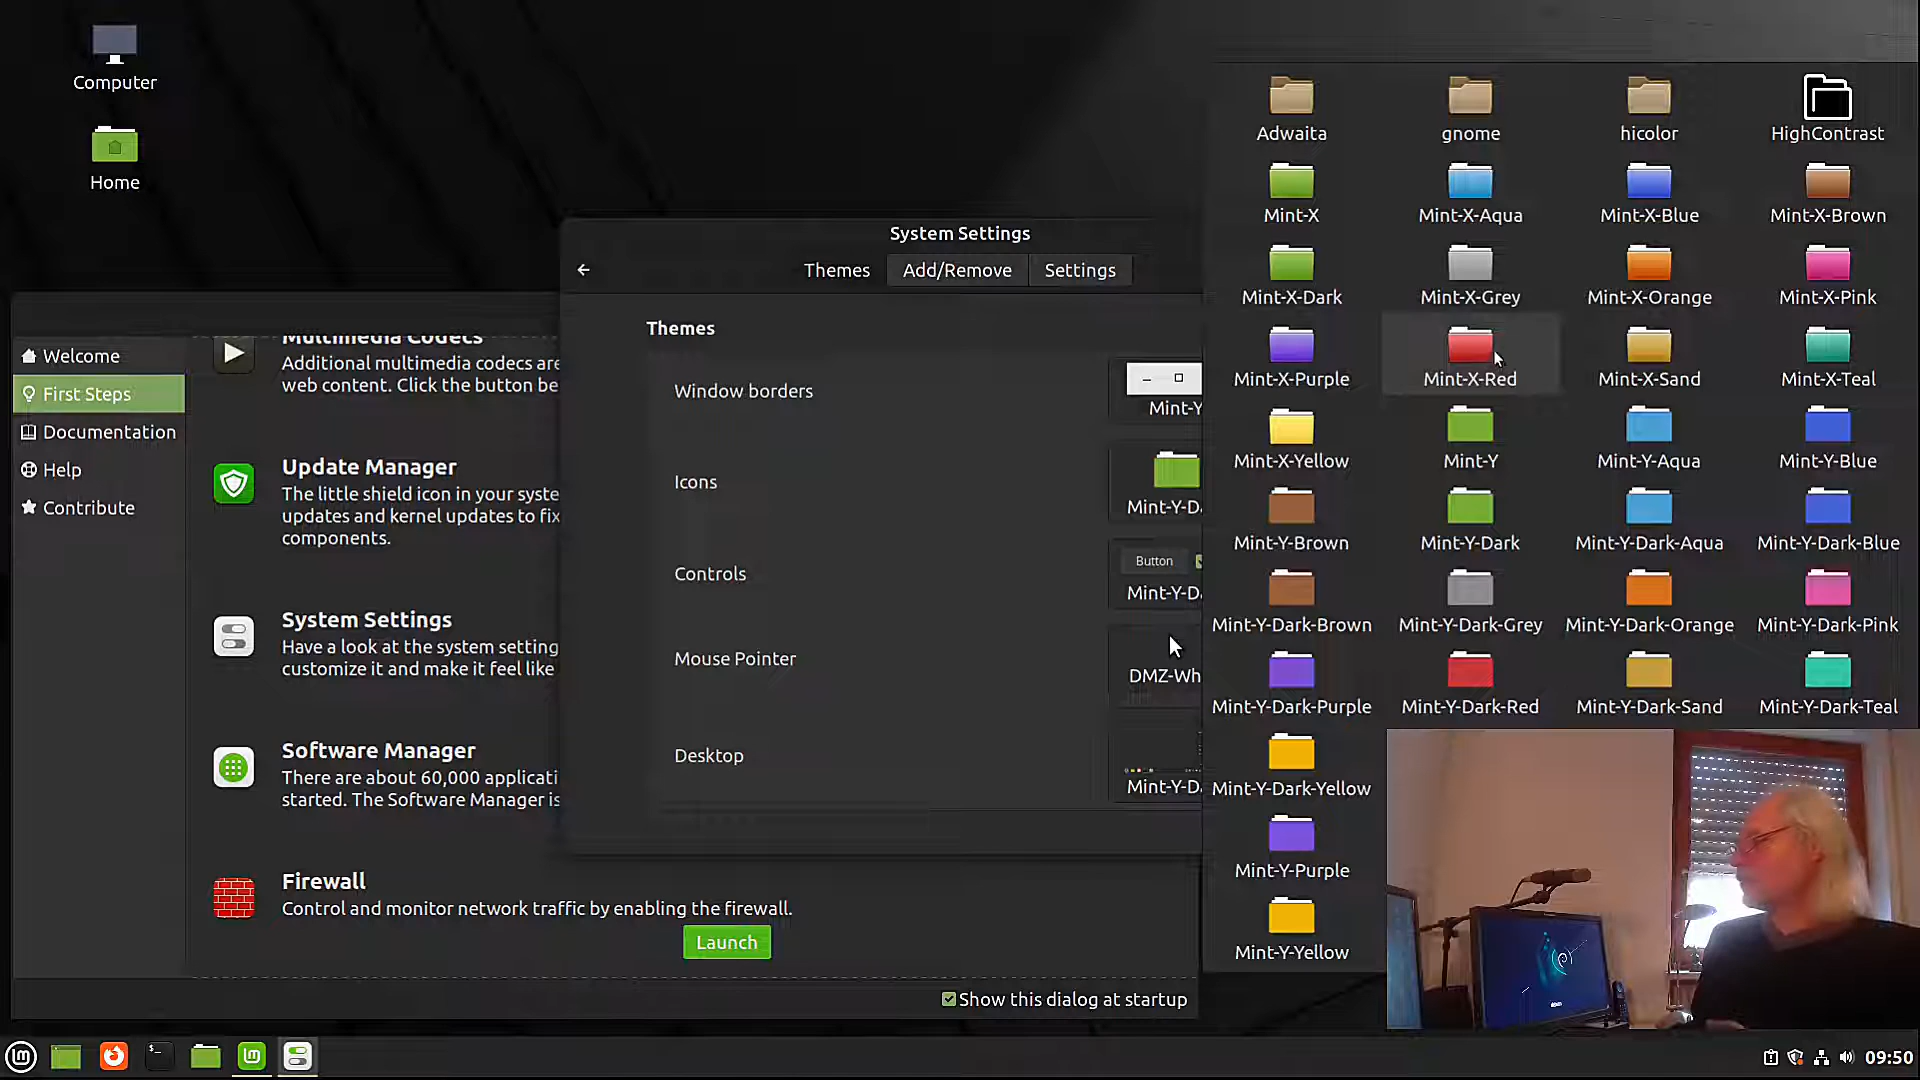 Computer
Home
Welcome
First Steps
Documentation
Help
Contribute
Multimedia Codecs
Additional multimedia codecs are
web content. Click the button be
Update Manager
The little shield icon in your syste
updates and kernel updates to fix
components.
System Settings
Have a look at the system setting
customize it and make it feel like
Software Manager
There are about 60,000 applicati
started. The Software Manager is
Firewall
Control and monitor network traffic by enabling the firewall.
Launch
Show this dialog at startup
System Settings
Themes Add/Remove Settings
Themes
Window borders
Mint-Y
Icons
Mint-Y-Da
Controls
Button
Mint-Y-Da
Mouse Pointer
DMZ-Wh
Desktop
Mint-Y-Da
Adwaita gnome hicolor HighContrast
Mint-X Mint-X-Aqua Mint-X-Blue Mint-X-Brown
Mint-X-Dark Mint-X-Grey Mint-X-Orange Mint-X-Pink
Mint-X-Purple Mint-X-Red Mint-X-Sand Mint-X-Teal
Mint-X-Yellow Mint-Y Mint-Y-Aqua Mint-Y-Blue
Mint-Y-Brown Mint-Y-Dark Mint-Y-Dark-Aqua Mint-Y-Dark-Blue
Mint-Y-Dark-Brown Mint-Y-Dark-Grey Mint-Y-Dark-Orange Mint-Y-Dark-Pink
Mint-Y-Dark-Purple Mint-Y-Dark-Red Mint-Y-Dark-Sand Mint-Y-Dark-Teal
Mint-Y-Dark-Yellow
Mint-Y-Purple
Mint-Y-Yellow
09:50